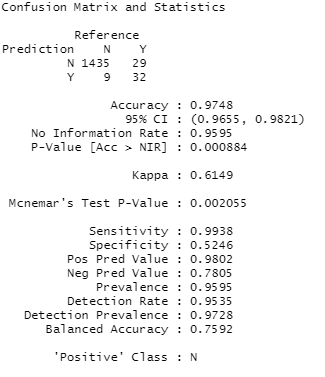 Confusion Matrix and Statistics
Reference
Prediction N Y
N 1435 29
Y 9 32
Accuracy : 0.9748
95% CI : (0.9655, 0.9821)
No Information Rate : 0.9595
P-Value [Acc > NIR] : 0.000884
Kappa : 0.6149
Mcnemar's Test P-Value : 0.002055
Sensitivity : 0.9938
Specificity : 0.5246
Pos Pred Value : 0.9802
Neg Pred Value : 0.7805
Prevalence : 0.9595
Detection Rate : 0.9535
Detection Prevalence : 0.9728
Balanced Accuracy : 0.7592
'Positive' Class : N